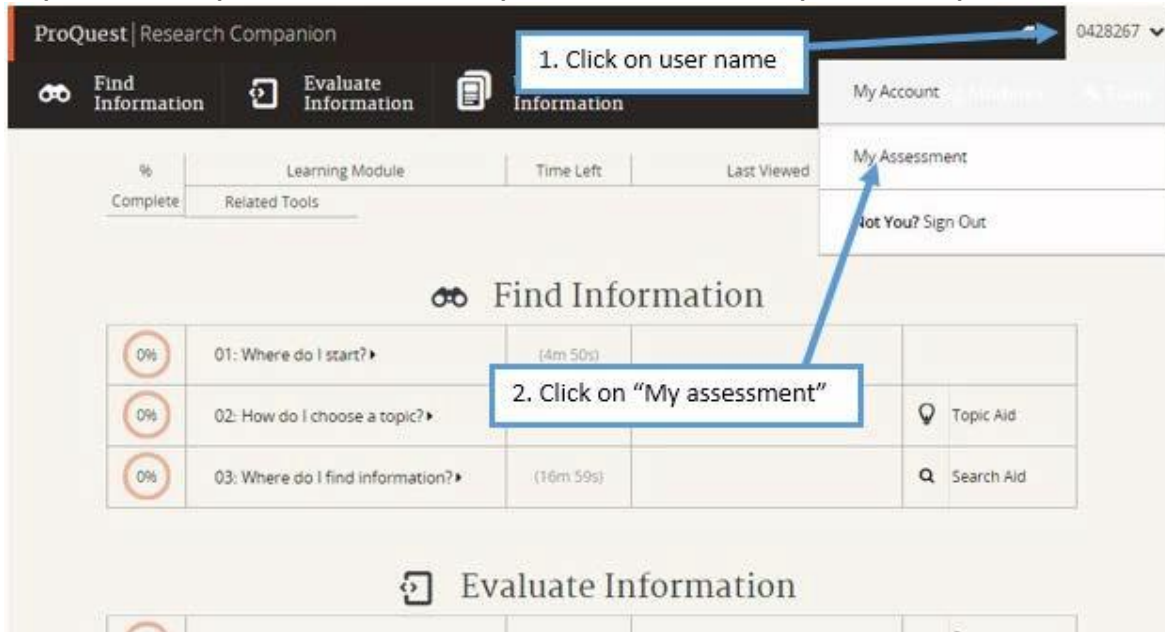 ProQuest | Research Companion
0428267
1. Click on user name
Find Information
Evaluate Information
Information
My Account
My Assessment
Not You? Sign Out
% Complete
Learning Module
Time Left
Last Viewed
Related Tools
Find Information
0% 01: Where do I start? (4m 50s)
2. Click on “My assessment”
0% 02: How do I choose a topic? Topic Aid
0% 03: Where do I find information? (16m 59s) Search Aid
Evaluate Information